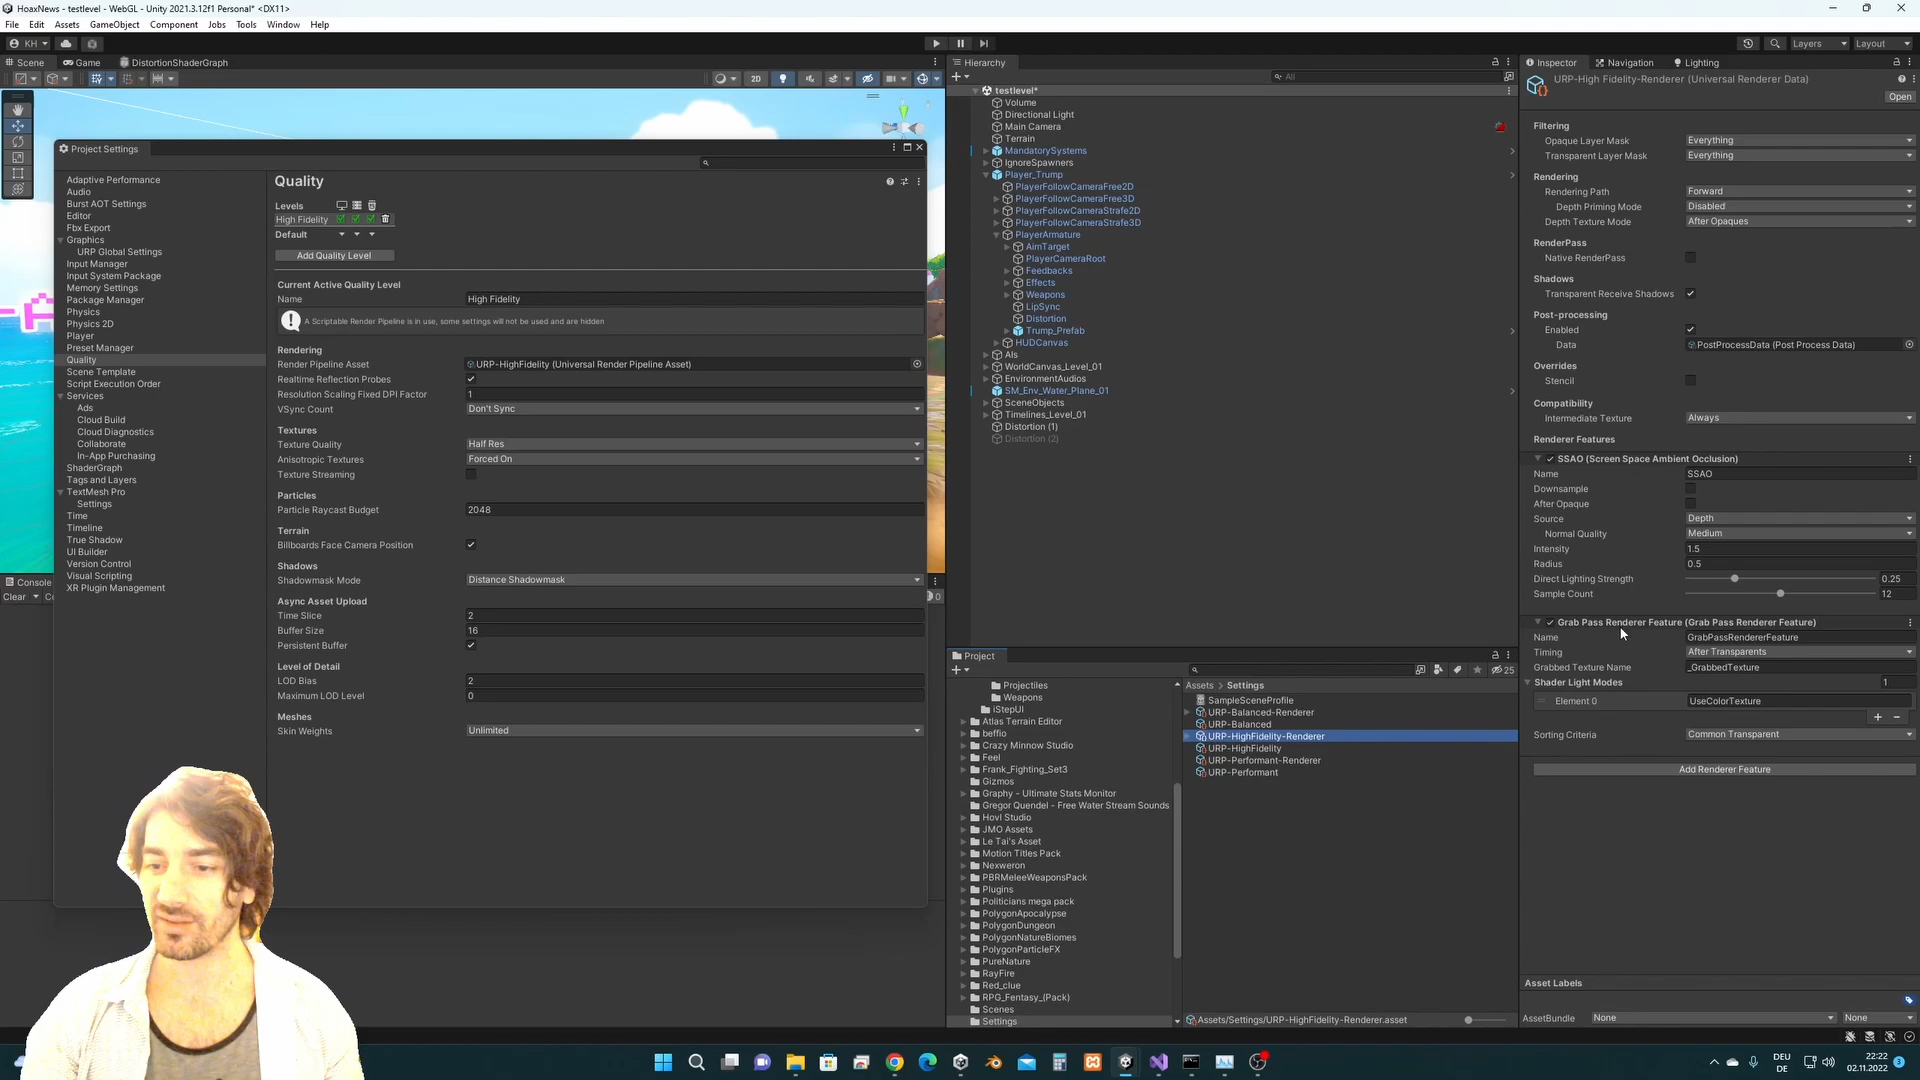 HoaxNews - testlevel - WebGL - Unity 2021.3.12f1 Personal* <DX11>
File Edit Assets GameObject Component Jobs Tools Window Help
KH Layers Layout
Scene Game DistortionShaderGraph
2D
Project Settings
Adaptive Performance
Audio
Burst AOT Settings
Editor
Fbx Export
Graphics
URP Global Settings
Input Manager
Input System Package
Memory Settings
Package Manager
Physics
Physics 2D
Player
Preset Manager
Quality
Scene Template
Script Execution Order
Services
Ads
Cloud Build
Cloud Diagnostics
Collaborate
In-App Purchasing
ShaderGraph
Tags and Layers
TextMesh Pro
Settings
Time
Timeline
True Shadow
UI Builder
Version Control
Visual Scripting
XR Plugin Management
Quality
Levels
High Fidelity
Default
Add Quality Level
Current Active Quality Level
Name High Fidelity
A Scriptable Render Pipeline is in use, some settings will not be used and are hidden
Rendering
Render Pipeline Asset URP-HighFidelity (Universal Render Pipeline Asset)
Realtime Reflection Probes
Resolution Scaling Fixed DPI Factor 1
VSync Count Don't Sync
Textures
Texture Quality Half Res
Anisotropic Textures Forced On
Texture Streaming
Particles
Particle Raycast Budget 2048
Terrain
Billboards Face Camera Position
Shadows
Shadowmask Mode Distance Shadowmask
Async Asset Upload
Time Slice 2
Buffer Size 16
Persistent Buffer
Level of Detail
LOD Bias 2
Maximum LOD Level 0
Meshes
Skin Weights Unlimited
Console
Clear
0
Hierarchy
All
testlevel*
Volume
Directional Light
Main Camera
Terrain
MandatorySystems
IgnoreSpawners
Player_Trump
PlayerFollowCameraFree2D
PlayerFollowCameraFree3D
PlayerFollowCameraStrafe2D
PlayerFollowCameraStrafe3D
PlayerArmature
AimTarget
PlayerCameraRoot
Feedbacks
Effects
Weapons
LipSync
Distortion
Trump_Prefab
HUDCanvas
AIs
WorldCanvas_Level_01
EnvironmentAudios
SM_Env_Water_Plane_01
SceneObjects
Timelines_Level_01
Distortion (1)
Distortion (2)
Project
25
Projectiles
Weapons
iStepUI
Atlas Terrain Editor
beffio
Crazy Minnow Studio
Feel
Frank_Fighting_Set3
Gizmos
Graphy - Ultimate Stats Monitor
Gregor Quendel - Free Water Stream Sounds
Hovl Studio
JMO Assets
Le Tai's Asset
Motion Titles Pack
Nexweron
PBRMeleeWeaponsPack
Plugins
Politicians mega pack
PolygonApocalypse
PolygonDungeon
PolygonNatureBiomes
PolygonParticleFX
PureNature
RayFire
Red_clue
RPG_Fentasy_(Pack)
Scenes
Settings
Assets > Settings
SampleSceneProfile
URP-Balanced-Renderer
URP-Balanced
URP-HighFidelity-Renderer
URP-HighFidelity
URP-Performant-Renderer
URP-Performant
Assets/Settings/URP-HighFidelity-Renderer.asset
Inspector Navigation Lighting
URP-High Fidelity-Renderer (Universal Renderer Data)
Open
Filtering
Opaque Layer Mask Everything
Transparent Layer Mask Everything
Rendering
Rendering Path Forward
Depth Priming Mode Disabled
Depth Texture Mode After Opaques
RenderPass
Native RenderPass
Shadows
Transparent Receive Shadows
Post-processing
Enabled
Data PostProcessData (Post Process Data)
Overrides
Stencil
Compatibility
Intermediate Texture Always
Renderer Features
SSAO (Screen Space Ambient Occlusion)
Name SSAO
Downsample
After Opaque
Source Depth
Normal Quality Medium
Intensity 1.5
Radius 0.5
Direct Lighting Strength 0.25
Sample Count 12
Grab Pass Renderer Feature (Grab Pass Renderer Feature)
Name GrabPassRendererFeature
Timing After Transparents
Grabbed Texture Name _GrabbedTexture
Shader Light Modes 1
Element 0 UseColorTexture
Sorting Criteria Common Transparent
Add Renderer Feature
Asset Labels
AssetBundle None None
DEU
DE
22:22
02.11.2022
3